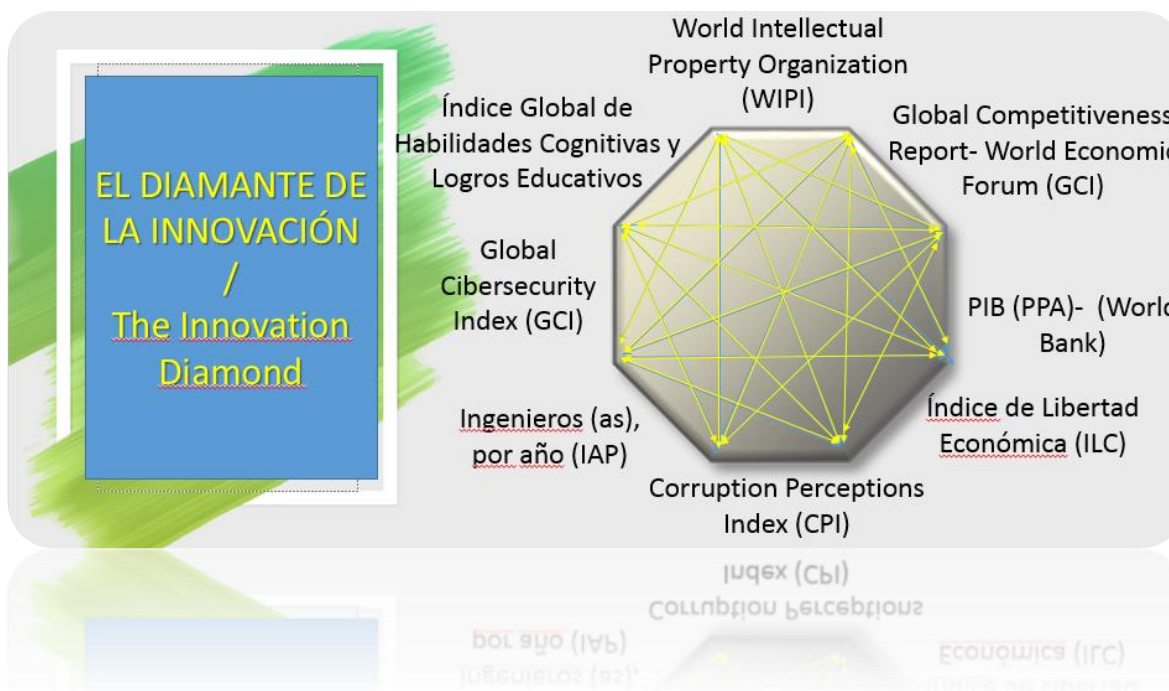 EL DIAMANTE DE
LA INNOVACIÓN
/
The Innovation
Diamond
World Intellectual
Property Organization
(WIPI)
Índice Global de
Habilidades Cognitivas y
Logros Educativos
Global Competitiveness
Report- World Economic
Forum (GCI)
Global
Cibersecurity
Index (GCI)
PIB (PPA)- (World
Bank)
Ingenieros (as),
por año (IAP)
Índice de Libertad
Económica (ILC)
Corruption Perceptions
Index (CPI)